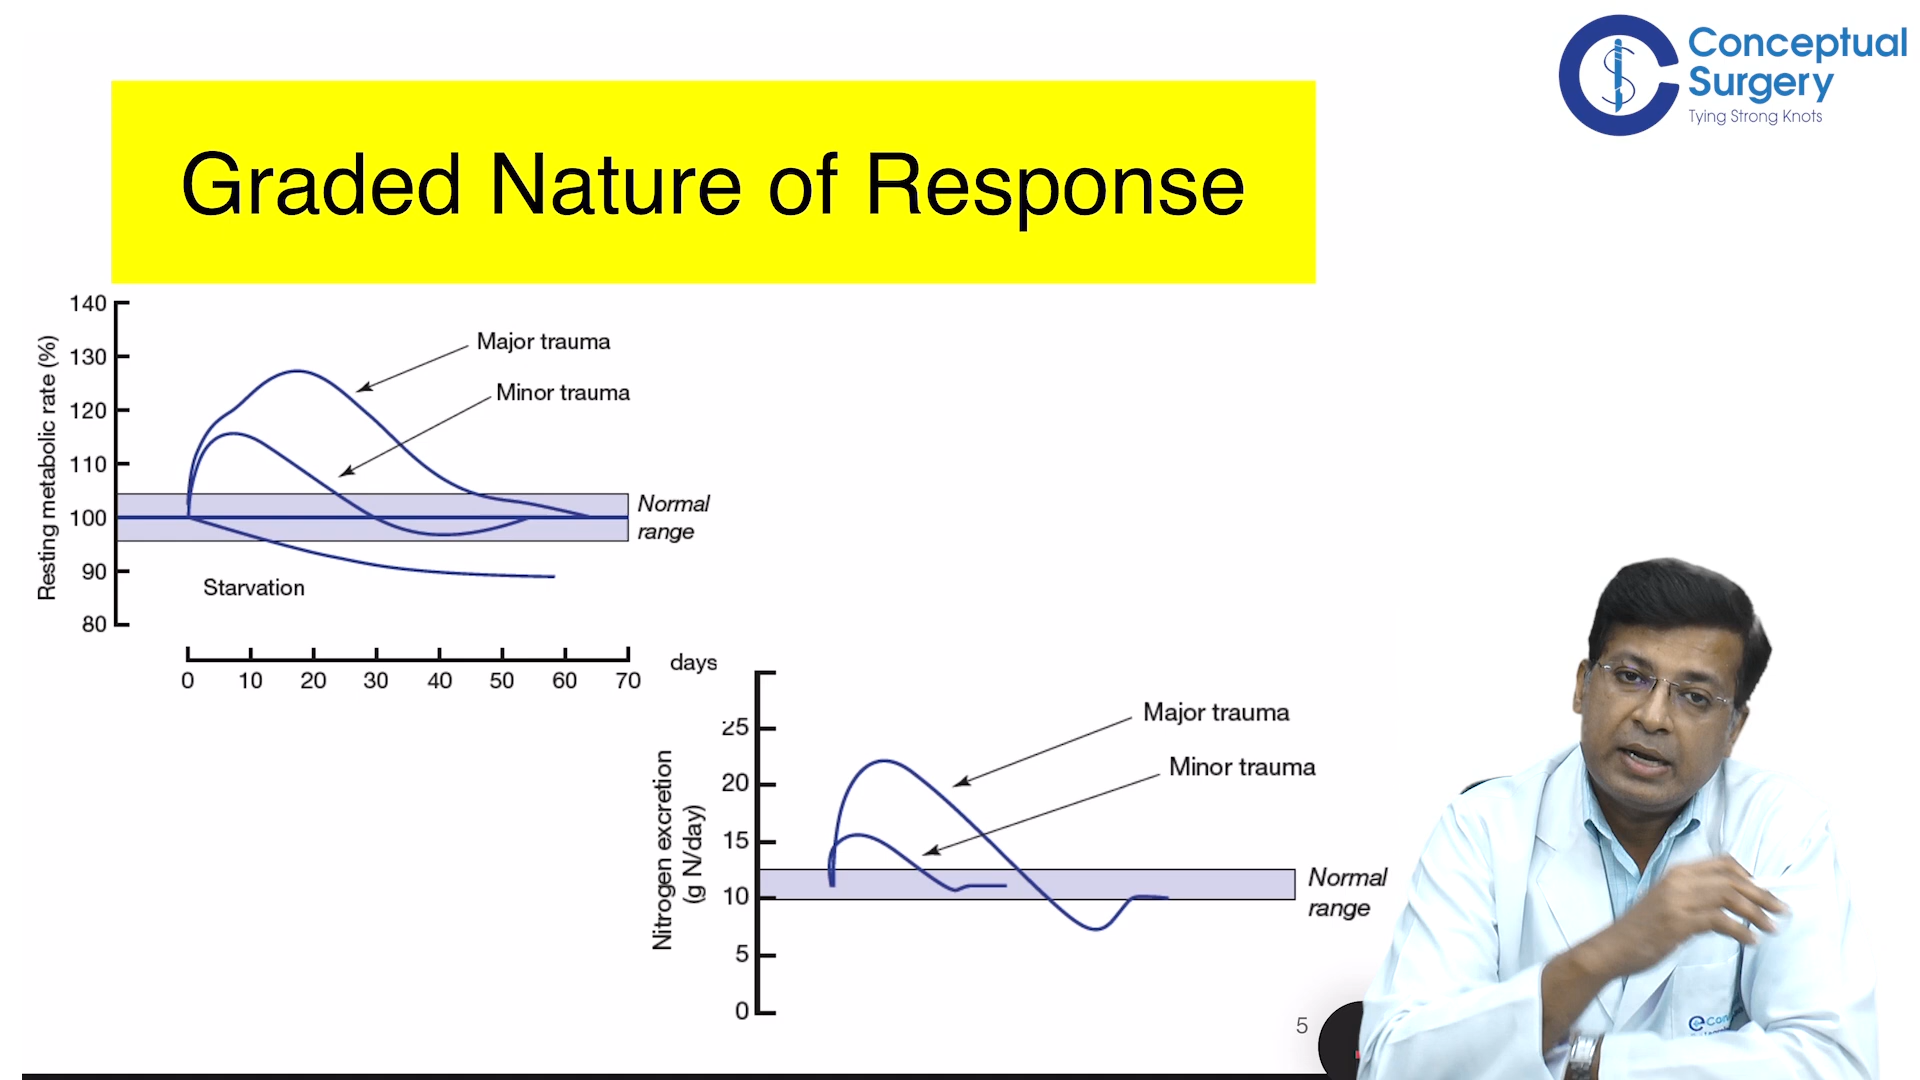 Conceptual
Surgery
Tying Strong Knots
Graded Nature of Response
Resting metabolic rate (%)
140
130
120
110
100
90
80
Major trauma
Minor trauma
Normal
range
Starvation
0 10 20 30 40 50 60 70
days
Nitrogen excretion
(g N/day)
25
20
15
10
5
0
Major trauma
Minor trauma
Normal
range
5